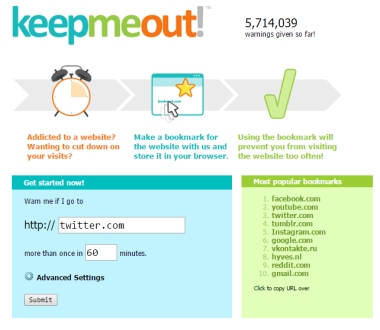 keepmeout!™
5,714,039
warnings given so far!
Addicted to a website?
Wanting to cut down on
your visits?
Make a bookmark for
the website with us and
store it in your browser.
Using the bookmark will
prevent you from visiting
the website too often!
Get started now!
Warn me if I go to
http:// twitter.com
more than once in 60 minutes.
Advanced Settings
Submit
Most popular bookmarks
1. facebook.com
2. youtube.com
3. twitter.com
4. tumblr.com
5. Instagram.com
6. google.com
7. vkontakte.ru
8. hyves.nl
9. reddit.com
10. gmail.com
Click to copy URL over